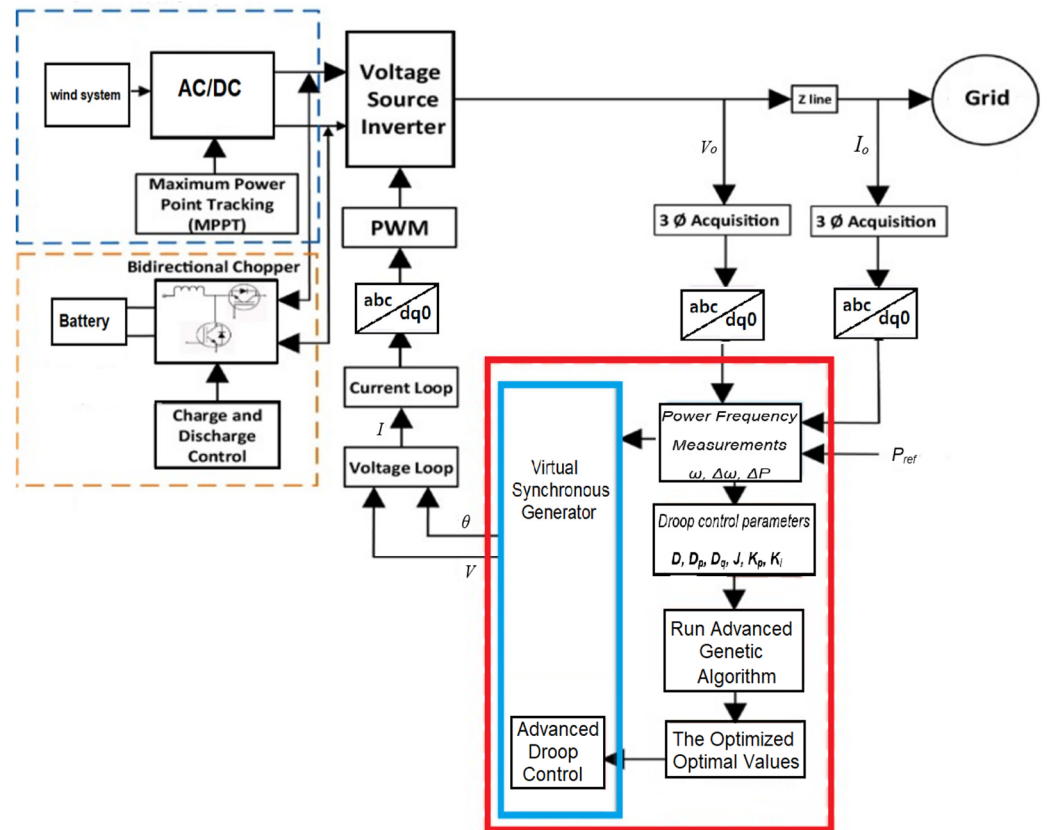 wind system
AC/DC
Voltage
Source
Inverter
Z line
Grid
Vo
Io
Maximum Power
Point Tracking
(MPPT)
PWM
3 Ø Acquisition
3 Ø Acquisition
Bidirectional Chopper
Battery
abc
dq0
abc
dq0
abc
dq0
Current Loop
I
Charge and
Discharge
Control
Voltage Loop
θ
V
Power Frequency
Measurements
ω, Δω, ΔP
Pref
Virtual
Synchronous
Generator
Droop control parameters
D, Dp, Dq, J, Kp, Ki
Run Advanced
Genetic
Algorithm
Advanced
Droop
Control
The Optimized
Optimal Values